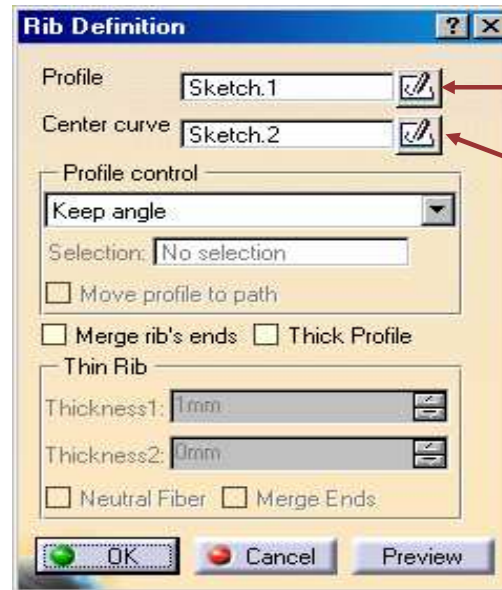 Rib Definition ? X
Profile Sketch.1
Center curve Sketch.2
Profile control
Keep angle
Selection: No selection
Move profile to path
Merge rib's ends Thick Profile
Thin Rib
Thickness1: 1mm
Thickness2: 0mm
Neutral Fiber Merge Ends
OK Cancel Preview